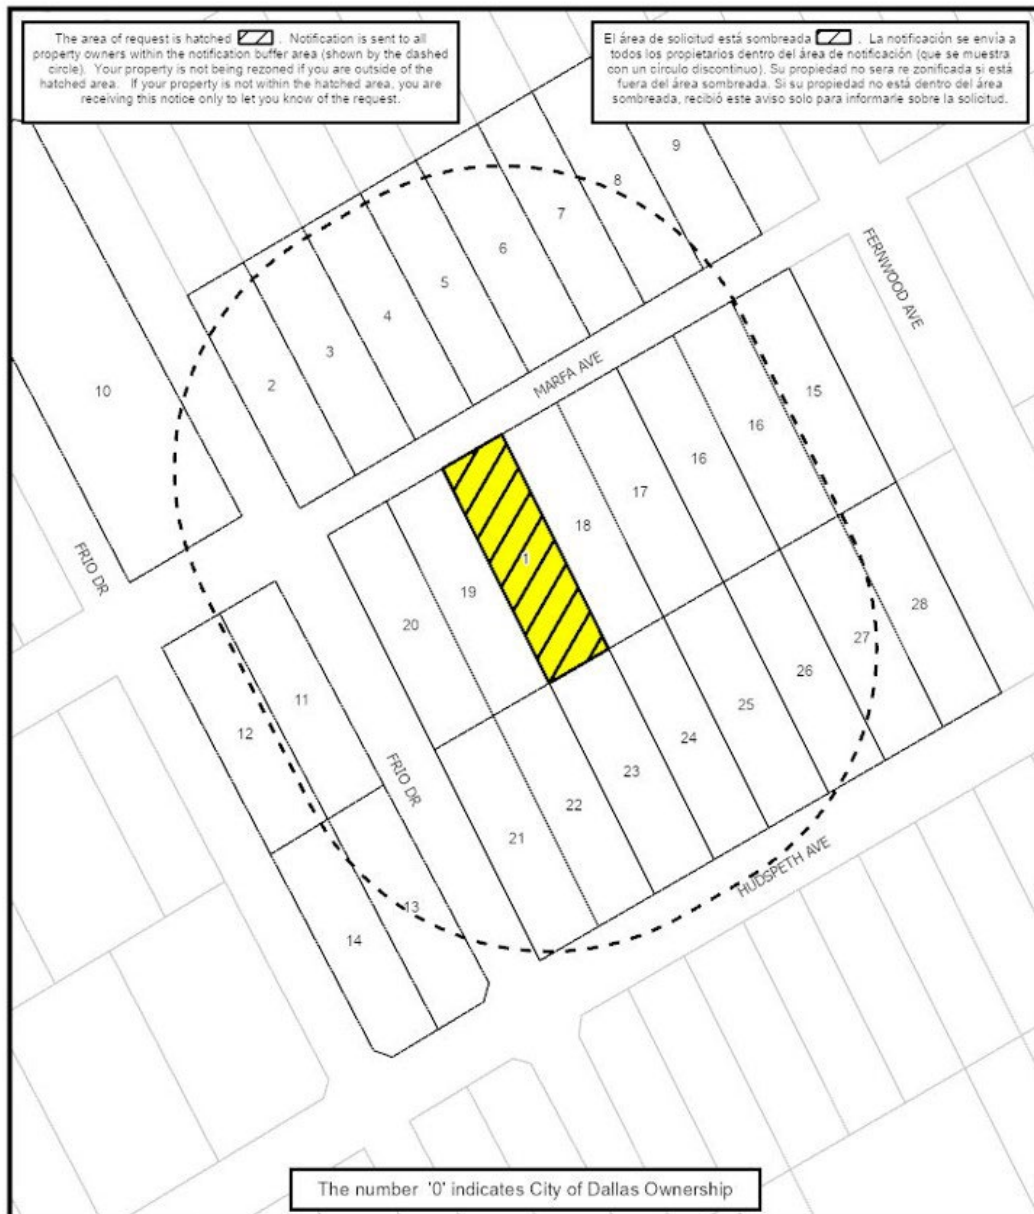 The area of request is hatched . Notification is sent to all
property owners within the notification buffer area (shown by the dashed
circle). Your property is not being rezoned if you are outside of the
hatched area. If your property is not within the hatched area, you are
receiving this notice only to let you know of the request.
El área de solicitud está sombreada . La notificación se envía a
todos los propietarios dentro del área de notificación (que se muestra
con un círculo discontinuo). Su propiedad no sera re zonificada si está
fuera del área sombreada. Si su propiedad no está dentro del área
sombreada, recibió este aviso solo para informarle sobre la solicitud.
9
8
7
6
5
4
3
2
10
FERNWOOD AVE
MARFA AVE
15
16
16
17
18
1
19
20
FRIO DR
11
12
FRIO DR
28
27
26
25
24
23
22
21
13
14
HUDSPETH AVE
The number '0' indicates City of Dallas Ownership